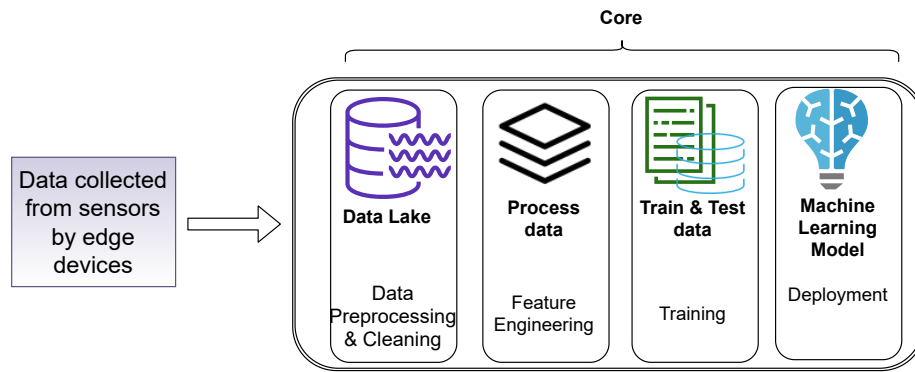 Core
Data collected
from sensors
by edge
devices
Data Lake
Data
Preprocessing
& Cleaning
Process
data
Feature
Engineering
Train & Test
data
Training
Machine
Learning
Model
Deployment